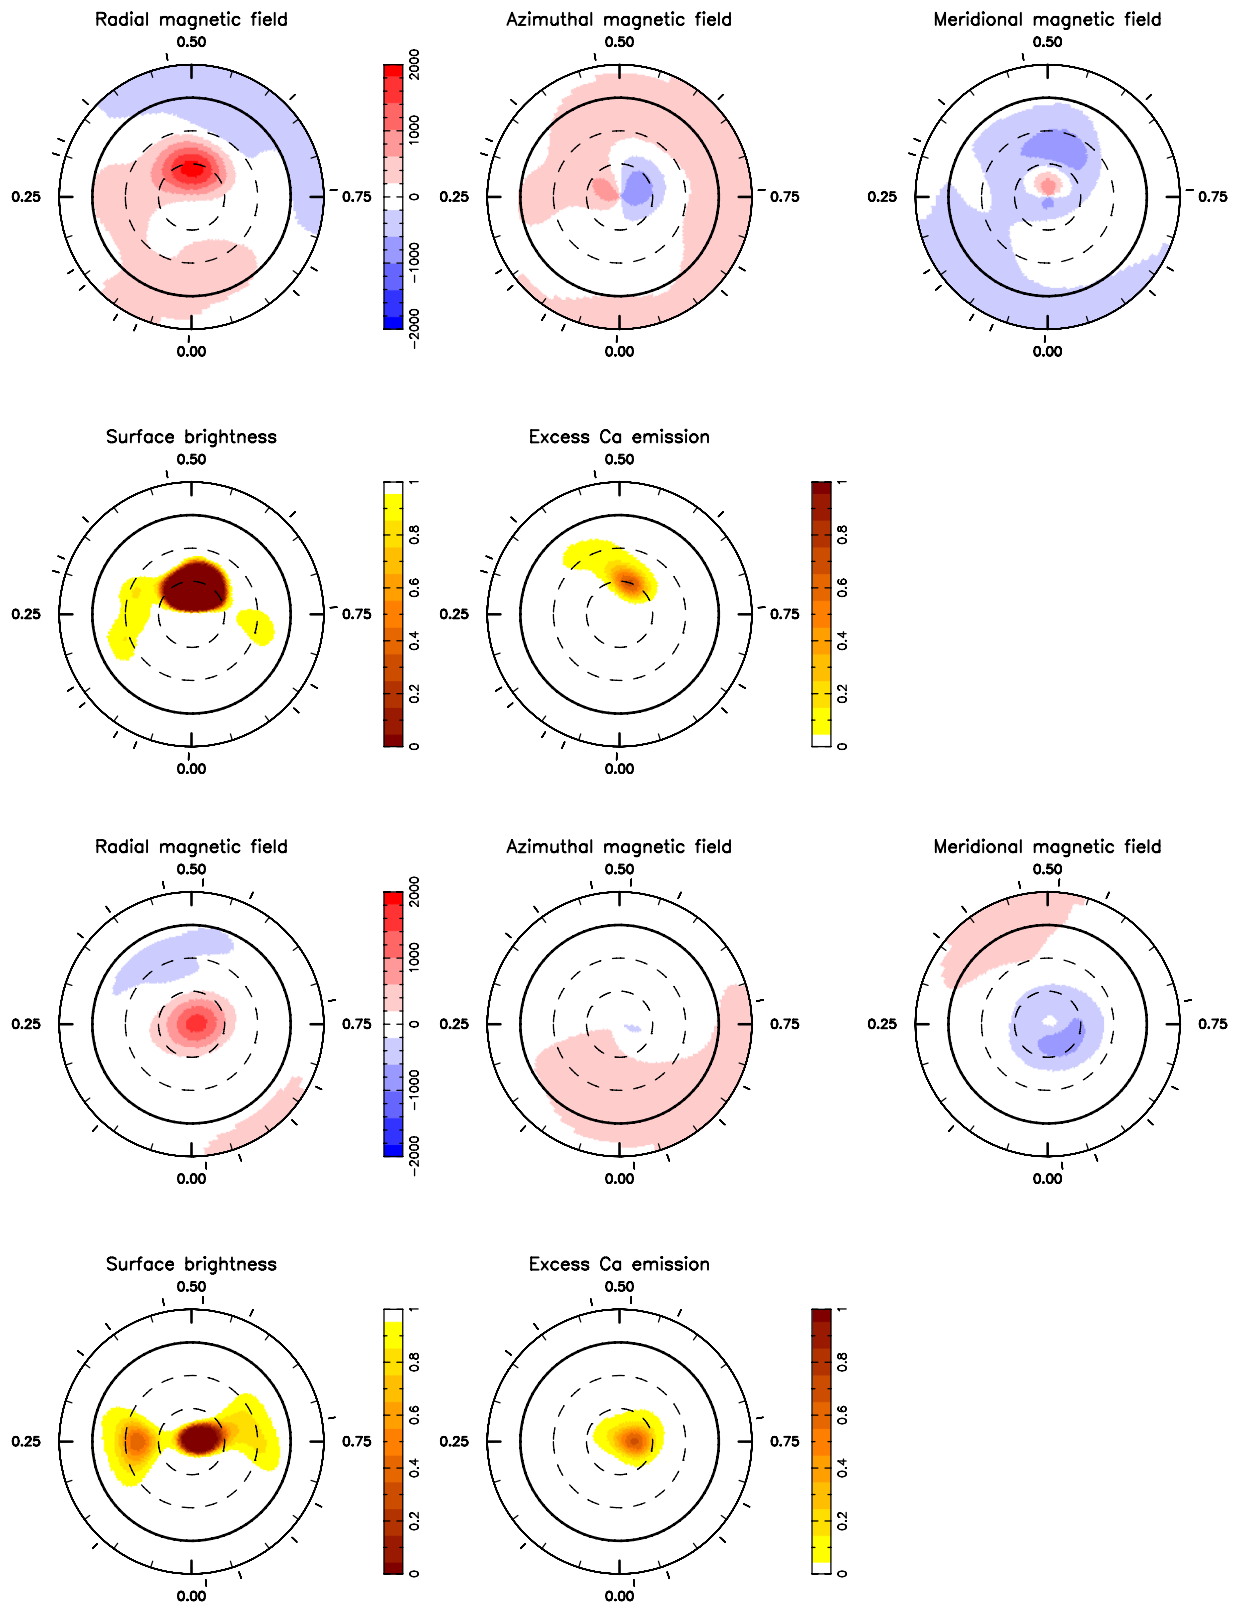 Radial magnetic field Azimuthal magnetic field Meridional magnetic field
0.50 0.50 0.50
0.25 0.75 0.25 0.75 0.25 0.75
−2000 −1000 0 1000 2000
0.00 0.00 0.00
Surface brightness Excess Ca emission
0.50 0.50
0.25 0.75 0.25 0.75
0 0.2 0.4 0.6 0.8 1 0 0.2 0.4 0.6 0.8 1
0.00 0.00
Radial magnetic field Azimuthal magnetic field Meridional magnetic field
0.50 0.50 0.50
0.25 0.75 0.25 0.75 0.25 0.75
−2000 −1000 0 1000 2000
0.00 0.00 0.00
Surface brightness Excess Ca emission
0.50 0.50
0.25 0.75 0.25 0.75
0 0.2 0.4 0.6 0.8 1 0 0.2 0.4 0.6 0.8 1
0.00 0.00